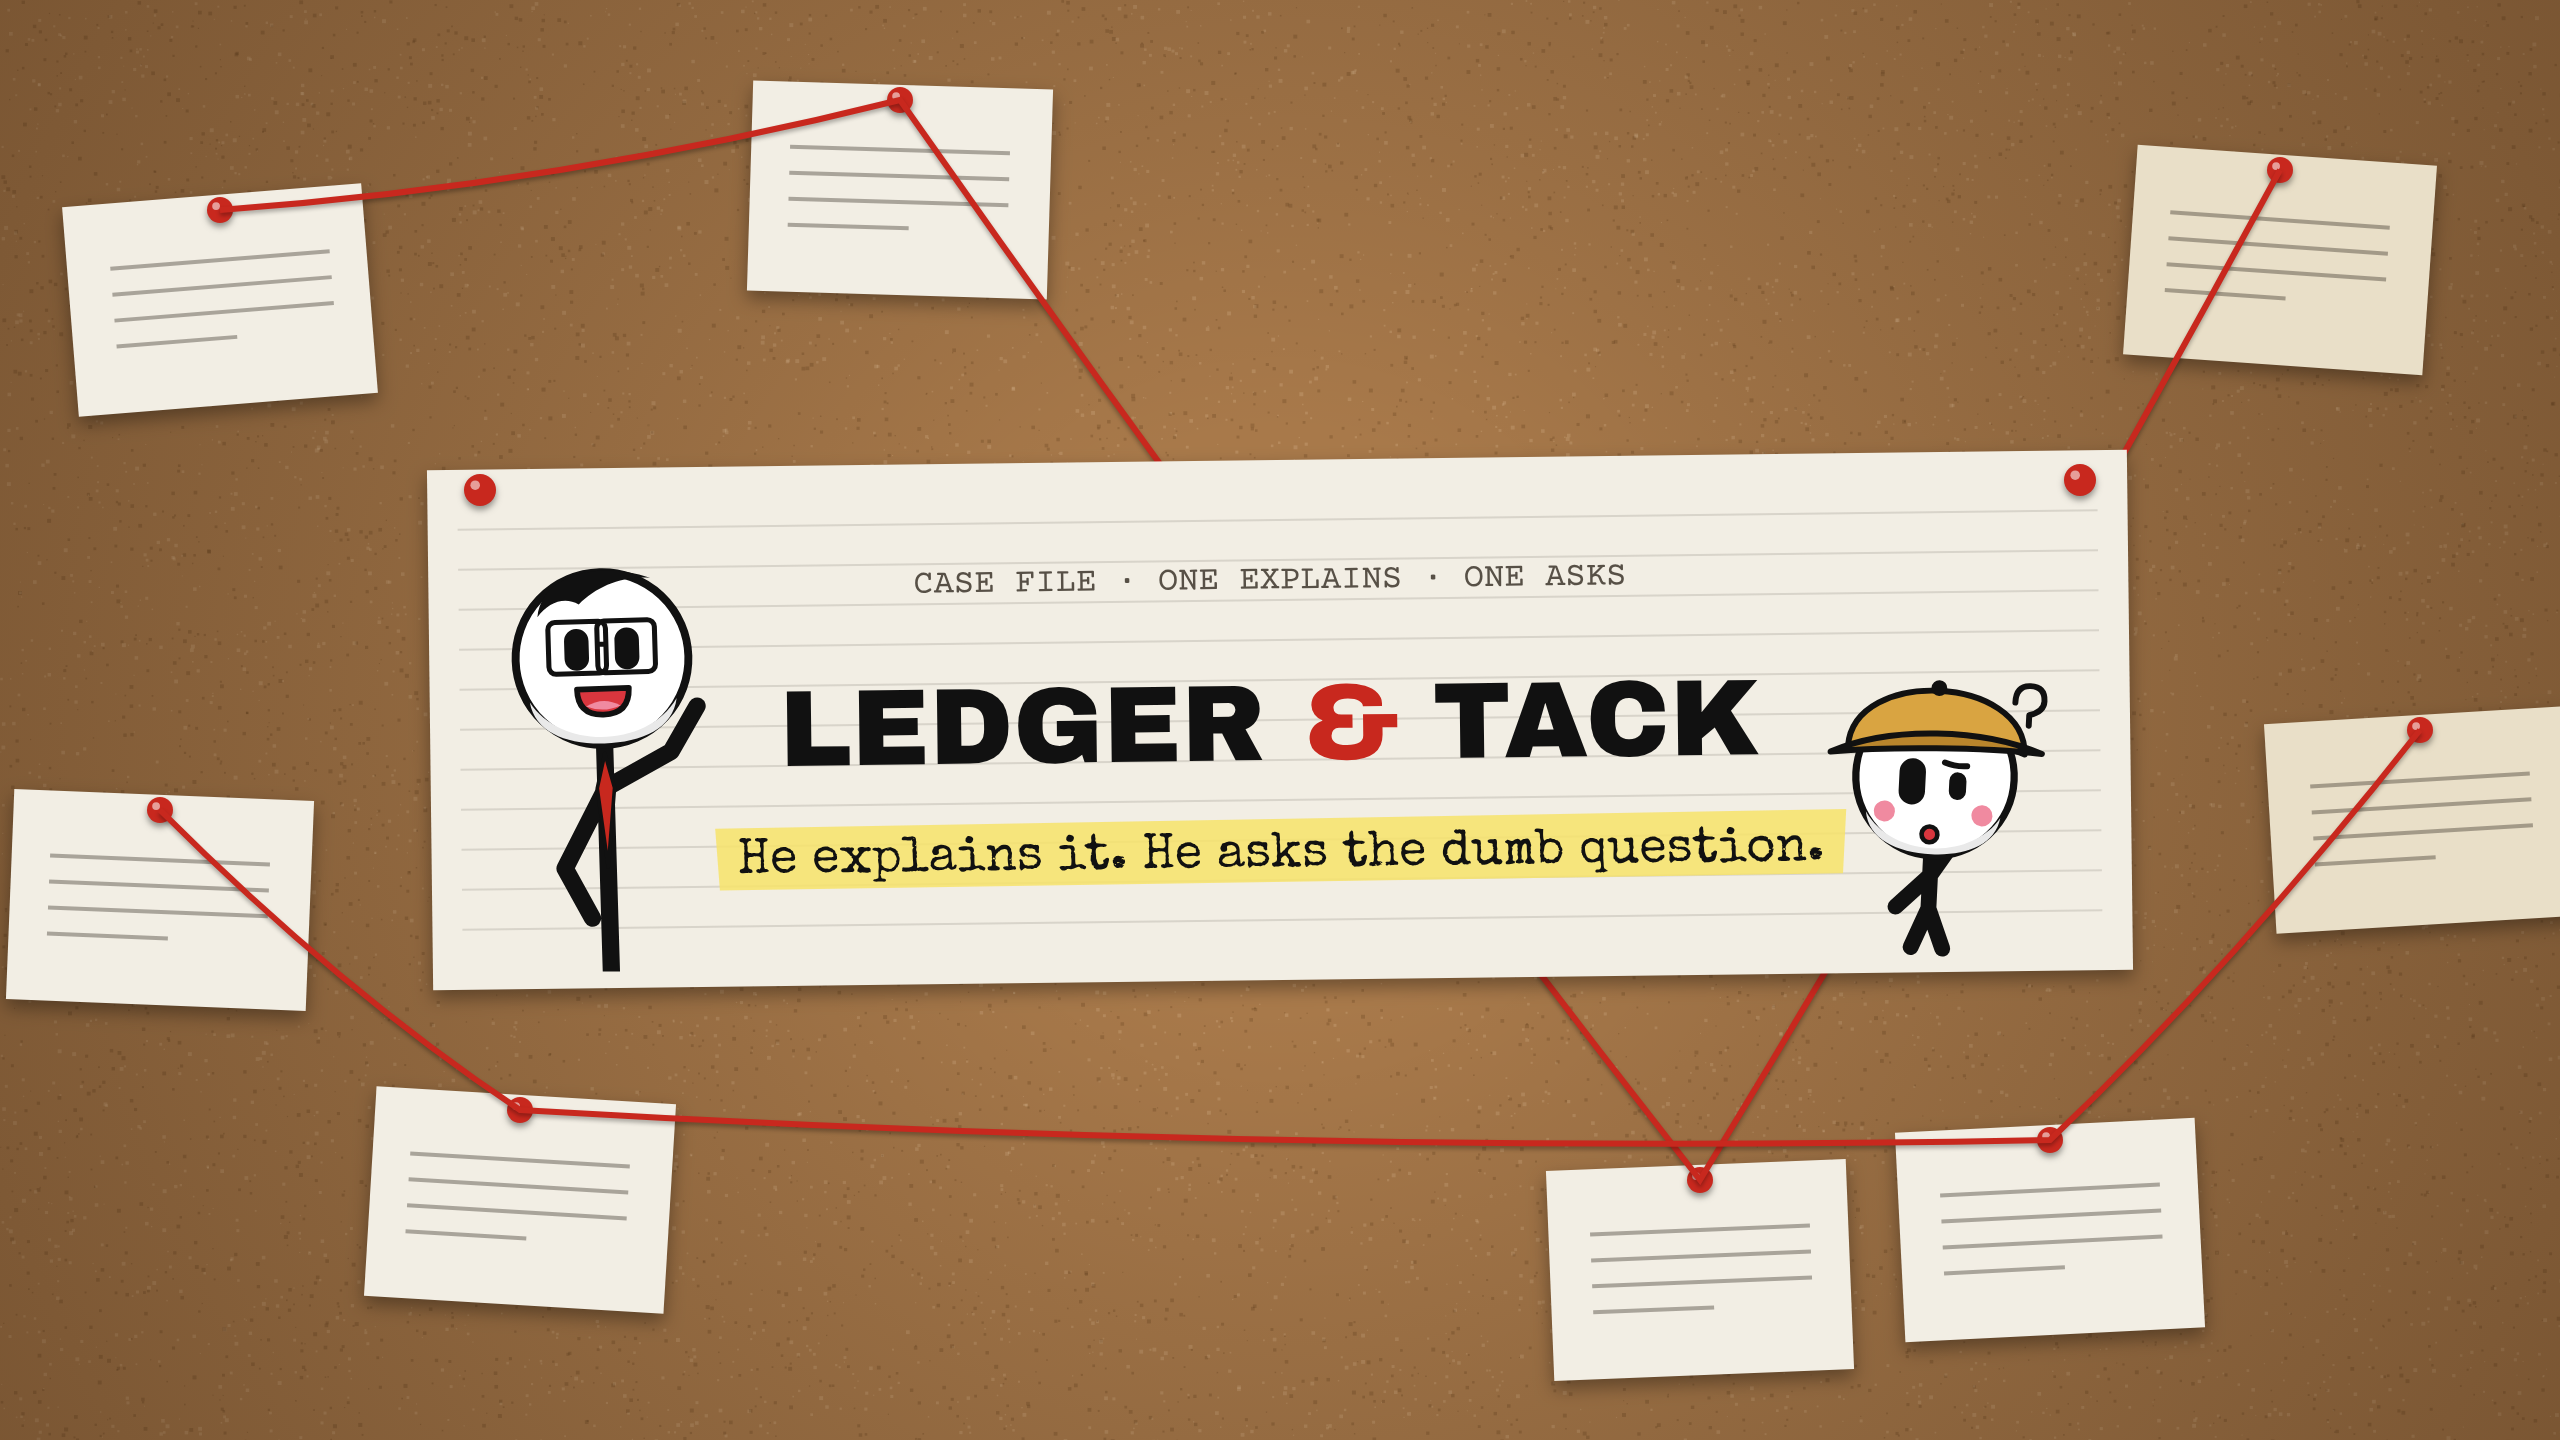 CASE FILE · ONE EXPLAINS · ONE ASKS
LEDGER & TACK
He explains it. He asks the dumb question.
?